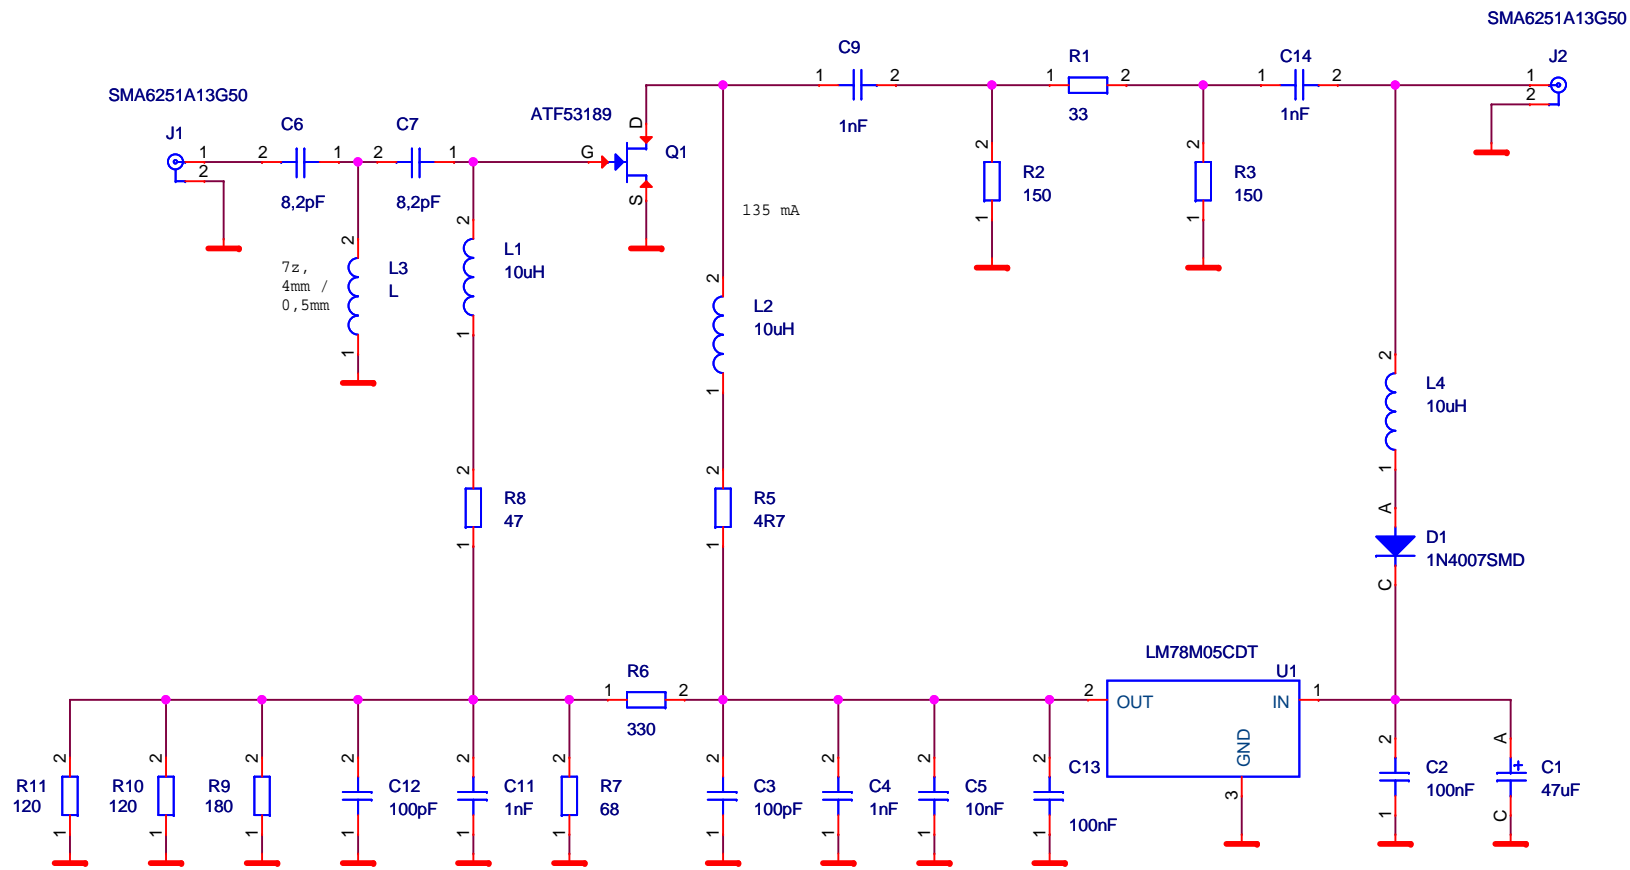 SMA6251A13G50
J2
1
2
C9
1
2
1nF
R1
1
2
33
C14
1
2
1nF
SMA6251A13G50
J1
1
2
C6
2
1
8,2pF
C7
2
1
8,2pF
ATF53189
G
D
S
Q1
135 mA
2
R2
150
1
2
R3
150
1
7z,
4mm /
0,5mm
2
L3
L
1
2
L1
10uH
1
2
L2
10uH
1
2
L4
10uH
1
2
R8
47
1
2
R5
4R7
1
A
D1
1N4007SMD
C
R6
1
2
330
LM78M05CDT
U1
2
OUT
IN
1
GND
3
2
R11
120
1
2
R10
120
1
2
R9
180
1
2
C12
100pF
1
2
C11
1nF
1
2
R7
68
1
2
C3
100pF
1
2
C4
1nF
1
2
C5
10nF
1
2
C13
100nF
1
2
C2
100nF
1
A
+
C1
47uF
C